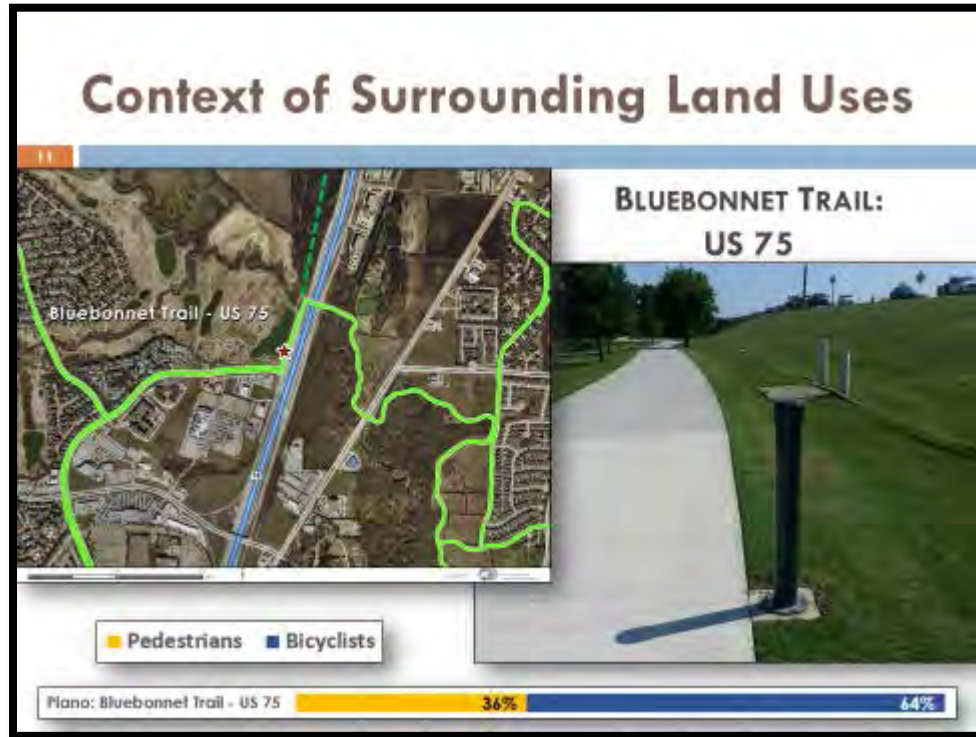 Context of Surrounding Land Uses
11
Bluebonnet Trail - US 75
BLUEBONNET TRAIL:
US 75
Pedestrians Bicyclists
Plano: Bluebonnet Trail - US 75 36% 64%